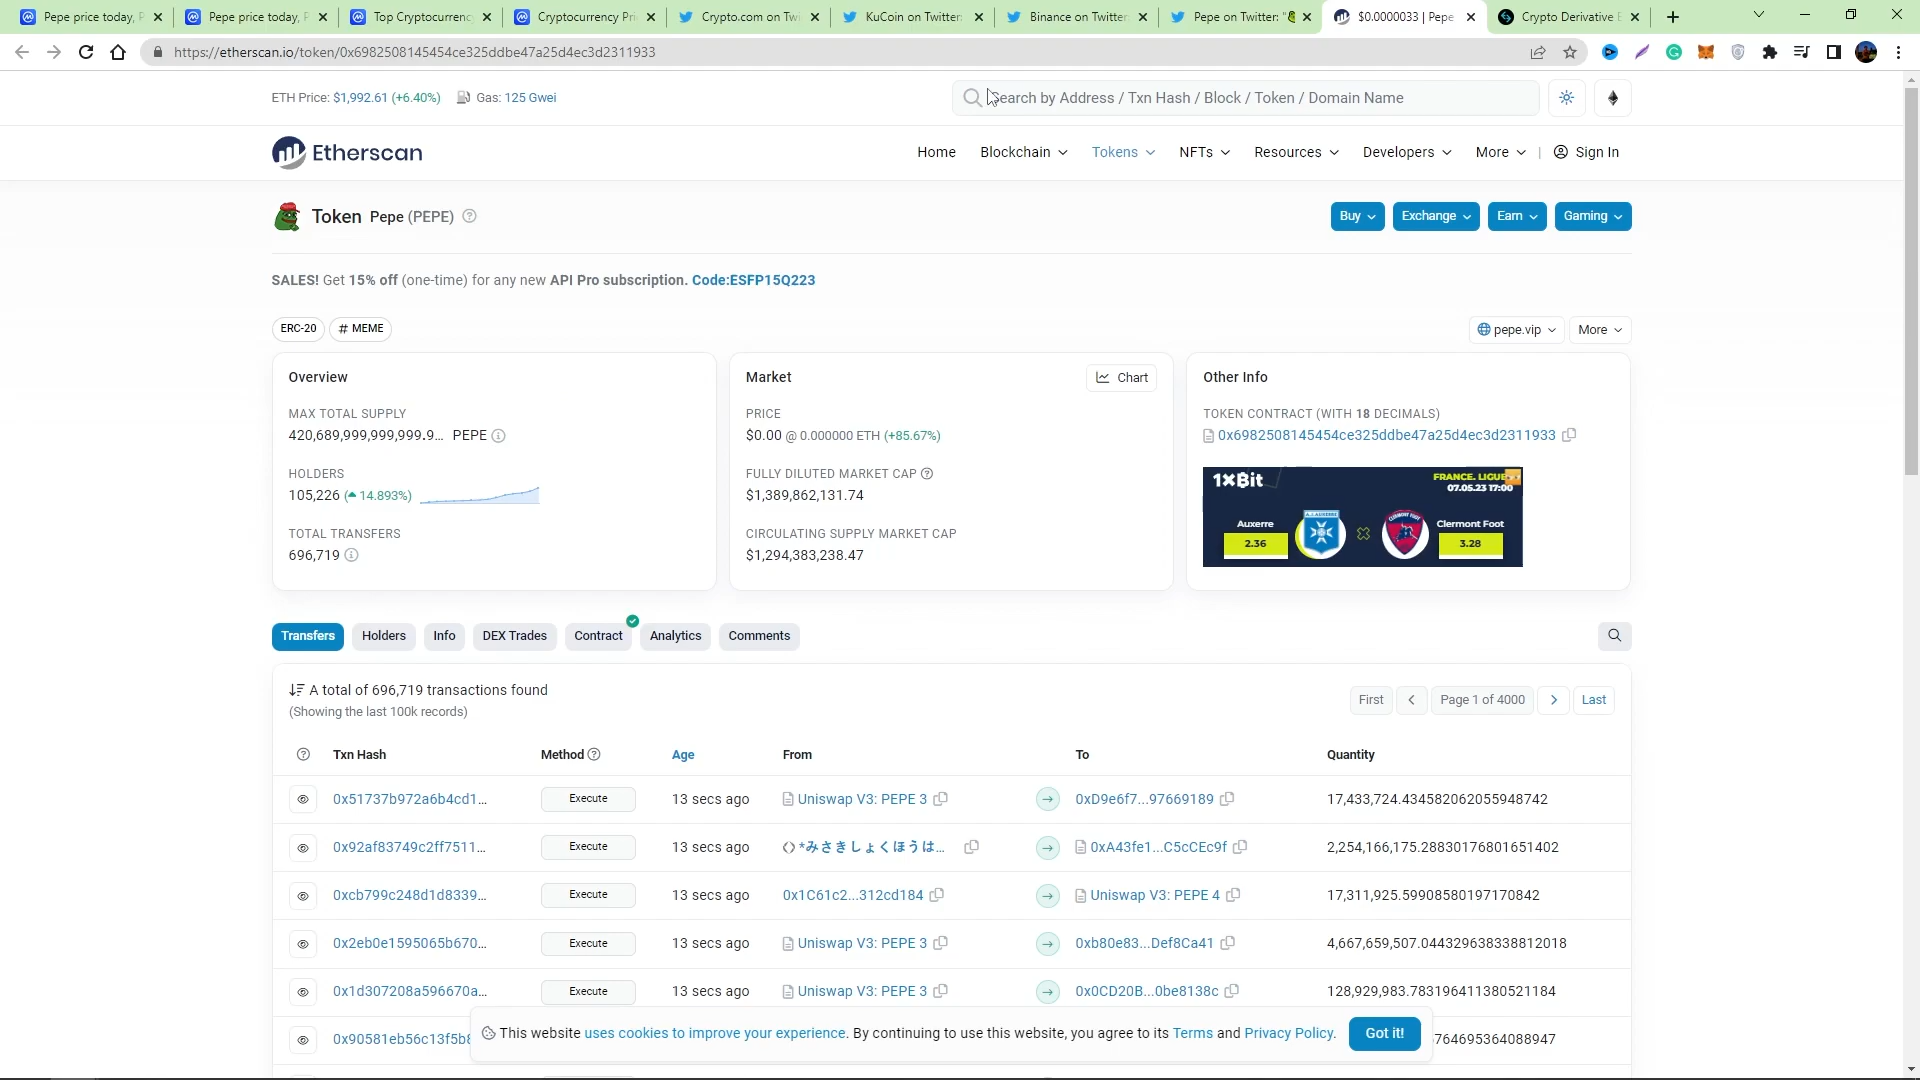 Pepe price today, P
Pepe price today, P
Top Cryptocurrenc
Cryptocurrency Pri
Crypto.com on Twi
KuCoin on Twitter:
Binance on Twitter
Pepe on Twitter: "
$0.0000033 | Pepe
Crypto Derivative E
https://etherscan.io/token/0x6982508145454ce325ddbe47a25d4ec3d2311933
ETH Price: $1,992.61 (+6.40%) Gas: 125 Gwei
Search by Address / Txn Hash / Block / Token / Domain Name
Etherscan
Home Blockchain Tokens NFTs Resources Developers More | Sign In
Token Pepe (PEPE)
Buy Exchange Earn Gaming
SALES! Get 15% off (one-time) for any new API Pro subscription. Code:ESFP15Q223
ERC-20 # MEME
pepe.vip More
Overview
MAX TOTAL SUPPLY
420,689,999,999,999.9... PEPE
HOLDERS
105,226 (14.893%)
TOTAL TRANSFERS
696,719
Market
Chart
PRICE
$0.00 @ 0.000000 ETH (+85.67%)
FULLY DILUTED MARKET CAP
$1,389,862,131.74
CIRCULATING SUPPLY MARKET CAP
$1,294,383,238.47
Other Info
TOKEN CONTRACT (WITH 18 DECIMALS)
0x6982508145454ce325ddbe47a25d4ec3d2311933
1XBit
FRANCE. LIGUE
07.05.23 17:00
Auxerre
2.36
Clermont Foot
3.28
Transfers Holders Info DEX Trades Contract Analytics Comments
A total of 696,719 transactions found
(Showing the last 100k records)
First Page 1 of 4000 Last
Txn Hash Method Age From To Quantity
0x51737b972a6b4cd1... Execute 13 secs ago Uniswap V3: PEPE 3 0xD9e6f7...97669189 17,433,724.434582062055948742
0x92af83749c2ff7511... Execute 13 secs ago *みさきしょくほうは... 0xA43fe1...C5cCEc9f 2,254,166,175.28830176801651402
0xcb799c248d1d8339... Execute 13 secs ago 0x1C61c2...312cd184 Uniswap V3: PEPE 4 17,311,925.59908580197170842
0x2eb0e1595065b670... Execute 13 secs ago Uniswap V3: PEPE 3 0xb80e83...Def8Ca41 4,667,659,507.044329638338812018
0x1d307208a596670a... Execute 13 secs ago Uniswap V3: PEPE 3 0x0CD20B...0be8138c 128,929,983.783196411380521184
0x90581eb56c13f5b8 764695364088947
This website uses cookies to improve your experience. By continuing to use this website, you agree to its Terms and Privacy Policy. Got it!